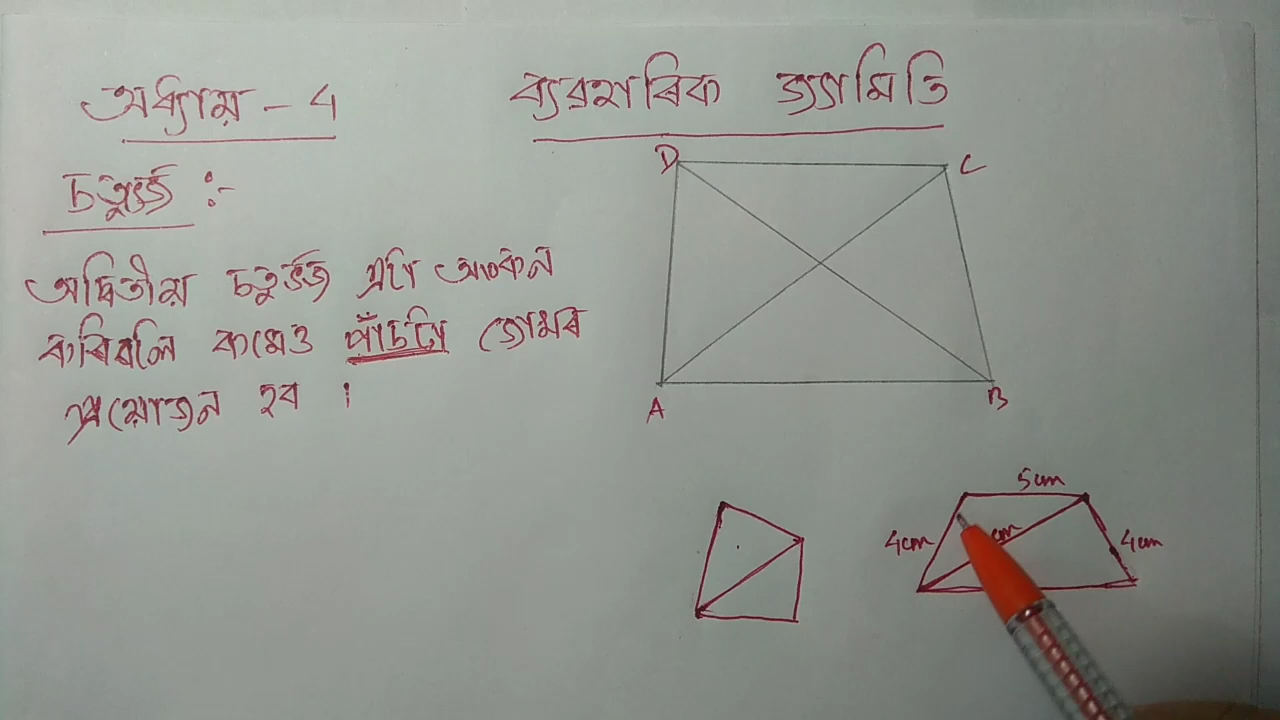 অধ্যায় - 4
ব্যৱহাৰিক জ্যামিতি
চতুৰ্ভুজ :-
অদ্বিতীয় চতুৰ্ভুজ এটা অংকন
কৰিবলৈ কমেও পাঁচটা জোখৰ
প্ৰয়োজন হব ।
D
C
A
B
5cm
4cm
cm
4cm